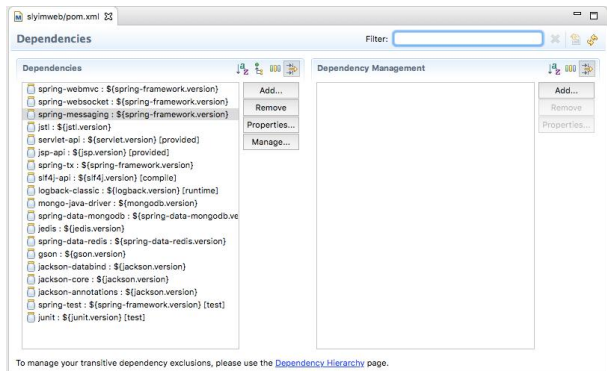 slyimweb/pom.xml
Dependencies
Filter:
Dependencies
Dependency Management
spring-webmvc : ${spring-framework.version}
spring-websocket : ${spring-framework.version}
spring-messaging : ${spring-framework.version}
jstl : ${jstl.version}
servlet-api : ${servlet.version} [provided]
jsp-api : ${jsp.version} [provided]
spring-tx : ${spring-framework.version}
slf4j-api : ${slf4j.version} [compile]
logback-classic : ${logback.version} [runtime]
mongo-java-driver : ${mongodb.version}
spring-data-mongodb : ${spring-data-mongodb.ve
jedis : ${jedis.version}
spring-data-redis : ${spring-data-redis.version}
gson : ${gson.version}
jackson-databind : ${jackson.version}
jackson-core : ${jackson.version}
jackson-annotations : ${jackson.version}
spring-test : ${spring-framework.version} [test]
junit : ${junit.version} [test]
Add...
Remove
Properties...
Manage...
Add...
Remove
Properties...
To manage your transitive dependency exclusions, please use the Dependency Hierarchy page.